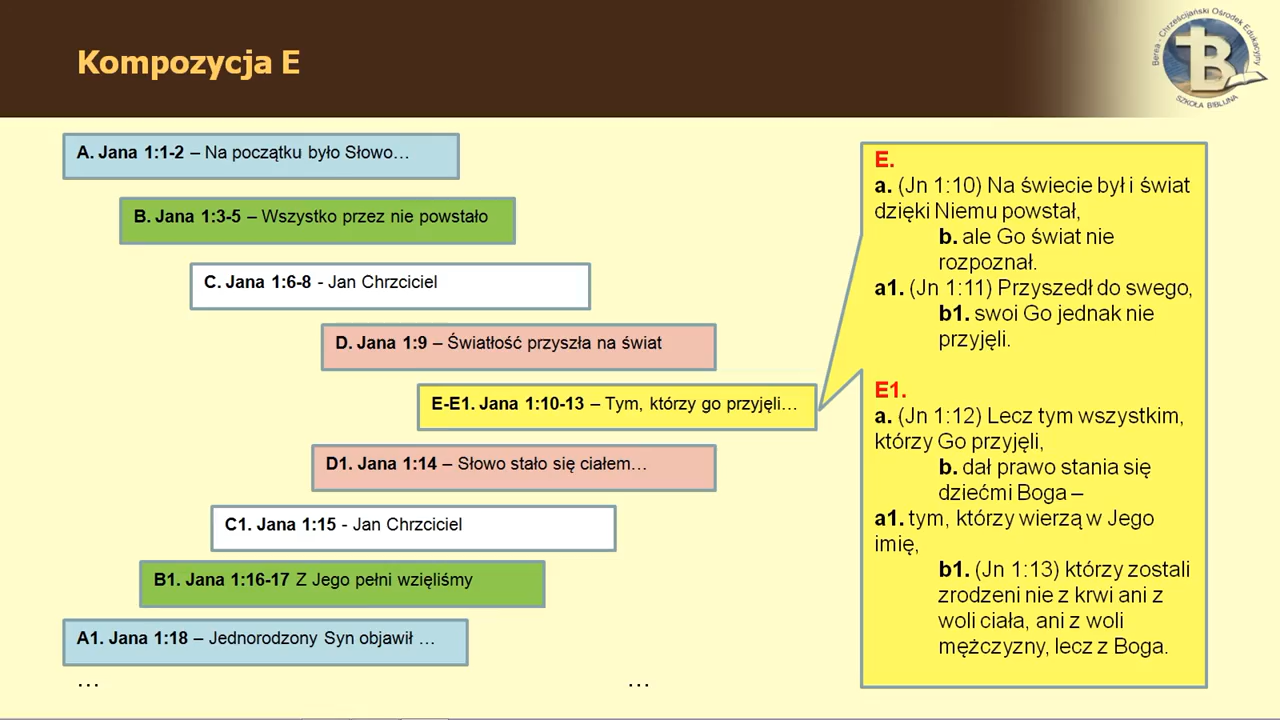 Kompozycja E
Berea - Chrześcijański Ośrodek Edukacyjny
B
SZKOŁA BIBLIJNA
A. Jana 1:1-2 – Na początku było Słowo…
B. Jana 1:3-5 – Wszystko przez nie powstało
C. Jana 1:6-8 - Jan Chrzciciel
D. Jana 1:9 – Światłość przyszła na świat
E-E1. Jana 1:10-13 – Tym, którzy go przyjęli…
D1. Jana 1:14 – Słowo stało się ciałem…
C1. Jana 1:15 - Jan Chrzciciel
B1. Jana 1:16-17 Z Jego pełni wzięliśmy
A1. Jana 1:18 – Jednorodzony Syn objawił …
… …
E.
a. (Jn 1:10) Na świecie był i świat
dzięki Niemu powstał,
b. ale Go świat nie
rozpoznał.
a1. (Jn 1:11) Przyszedł do swego,
b1. swoi Go jednak nie
przyjęli.
E1.
a. (Jn 1:12) Lecz tym wszystkim,
którzy Go przyjęli,
b. dał prawo stania się
dziećmi Boga –
a1. tym, którzy wierzą w Jego
imię,
b1. (Jn 1:13) którzy zostali
zrodzeni nie z krwi ani z
woli ciała, ani z woli
mężczyzny, lecz z Boga.